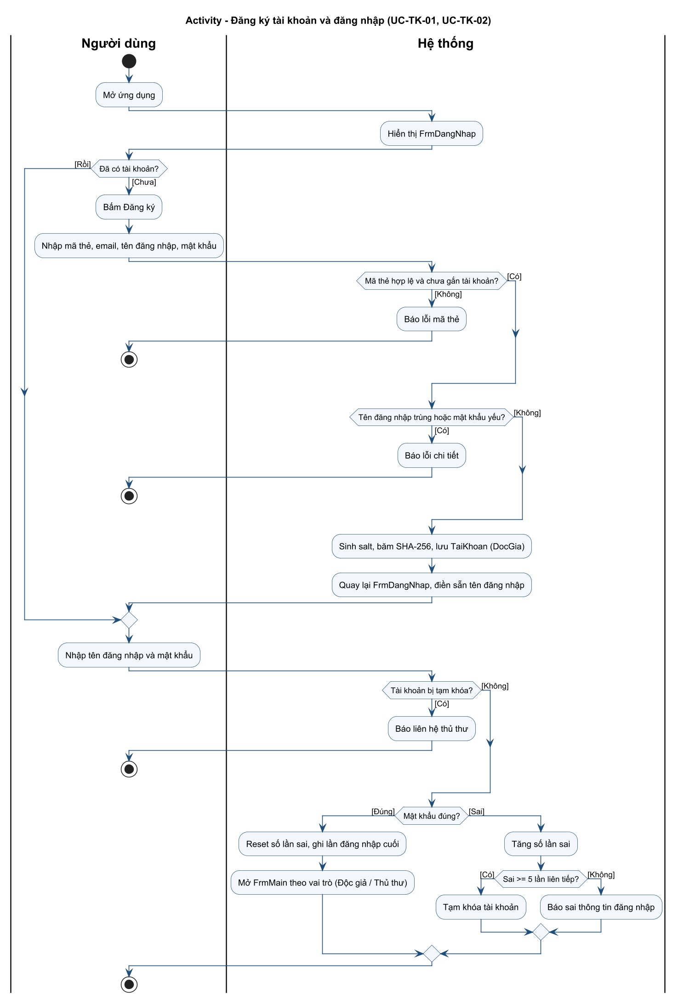 Activity - Đăng ký tài khoản và đăng nhập (UC-TK-01, UC-TK-02)
Người dùng
Hệ thống
Mở ứng dụng
Hiển thị FrmDangNhap
[Rồi]
Đã có tài khoản?
[Chưa]
Bấm Đăng ký
Nhập mã thẻ, email, tên đăng nhập, mật khẩu
Mã thẻ hợp lệ và chưa gắn tài khoản?
[Có]
[Không]
Báo lỗi mã thẻ
Tên đăng nhập trùng hoặc mật khẩu yếu?
[Không]
[Có]
Báo lỗi chi tiết
Sinh salt, băm SHA-256, lưu TaiKhoan (DocGia)
Quay lại FrmDangNhap, điền sẵn tên đăng nhập
Nhập tên đăng nhập và mật khẩu
Tài khoản bị tạm khóa?
[Không]
[Có]
Báo liên hệ thủ thư
[Đúng]
Mật khẩu đúng?
[Sai]
Reset số lần sai, ghi lần đăng nhập cuối
Tăng số lần sai
Mở FrmMain theo vai trò (Độc giả / Thủ thư)
[Có]
Sai >= 5 lần liên tiếp?
[Không]
Tạm khóa tài khoản
Báo sai thông tin đăng nhập